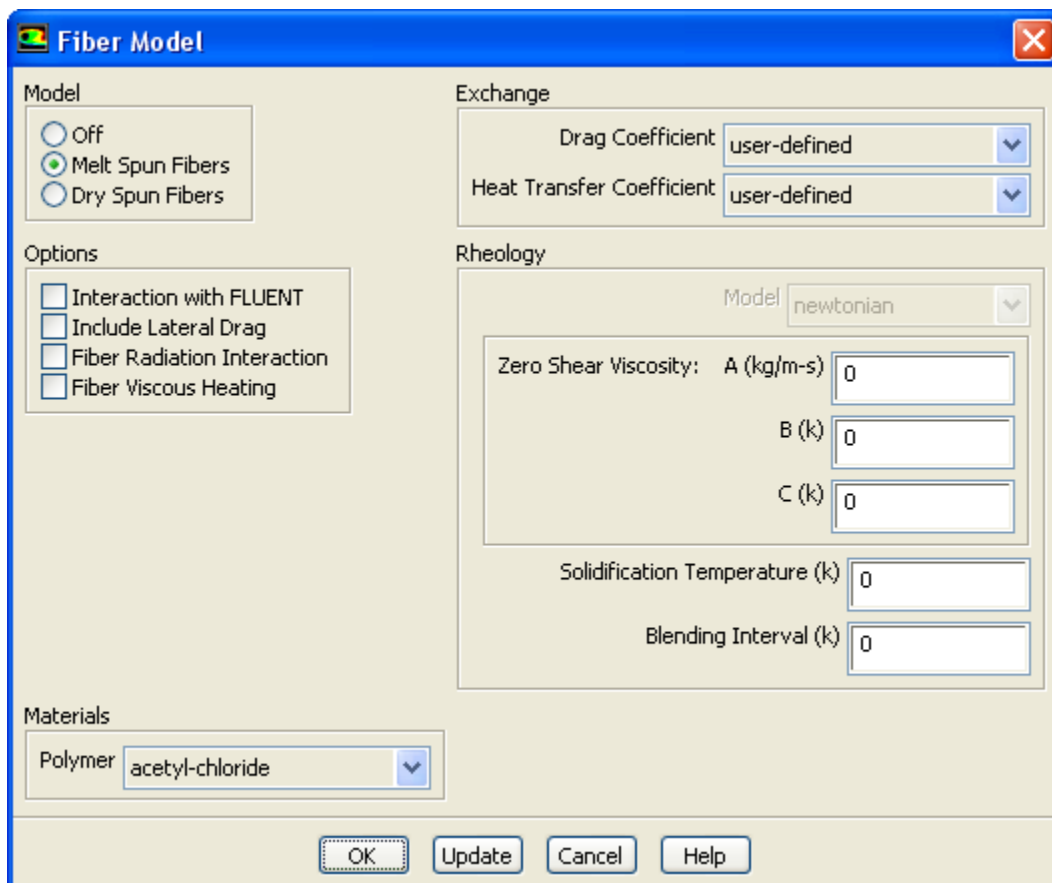 Fiber Model
Model
Off
Melt Spun Fibers
Dry Spun Fibers
Exchange
Drag Coefficient user-defined
Heat Transfer Coefficient user-defined
Options
Interaction with FLUENT
Include Lateral Drag
Fiber Radiation Interaction
Fiber Viscous Heating
Rheology
Model newtonian
Zero Shear Viscosity: A (kg/m-s) 0
B (k) 0
C (k) 0
Solidification Temperature (k) 0
Blending Interval (k) 0
Materials
Polymer acetyl-chloride
OK Update Cancel Help